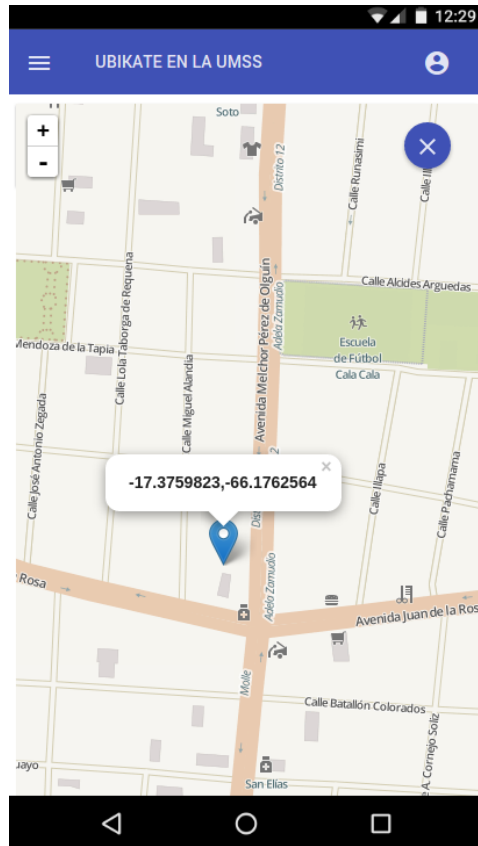 12:29
UBIKATE EN LA UMSS
+
-
Soto
Distrito 12
Calle Runasimi
×
Calle Lola Taborga de Requena
Avenida Melchor Pérez de Olguin
Adela Zamudio
Calle Alcides Arguedas
Escuela
de Fútbol
Cala Cala
Mendoza de la Tapia
Calle José Antonio Zegada
Calle Miguel Alandia
-17.3759823,-66.1762564
×
Calle Illapa
Calle Pachamama
Rosa
Adela Zamudio
Avenida Juan de la Ros
Molle
Calle Batallón Colorados
A. Cornejo Soliz
San Elías